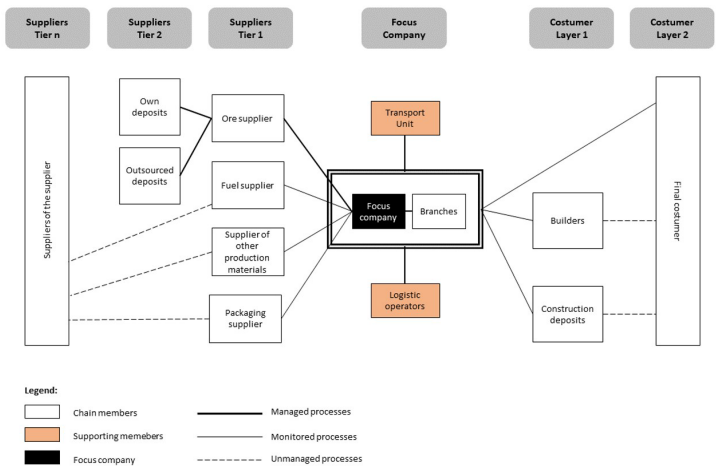 Suppliers
Tier n
Suppliers
Tier 2
Suppliers
Tier 1
Focus
Company
Costumer
Layer 1
Costumer
Layer 2
Suppliers of the supplier
Own
deposits
Outsourced
deposits
Ore supplier
Fuel supplier
Supplier of
other
production
materials
Packaging
supplier
Transport
Unit
Focus
company
Branches
Logistic
operators
Builders
Construction
deposits
Final costumer
Legend:
Chain members
Managed processes
Supporting memebers
Monitored processes
Focus company
Unmanaged processes